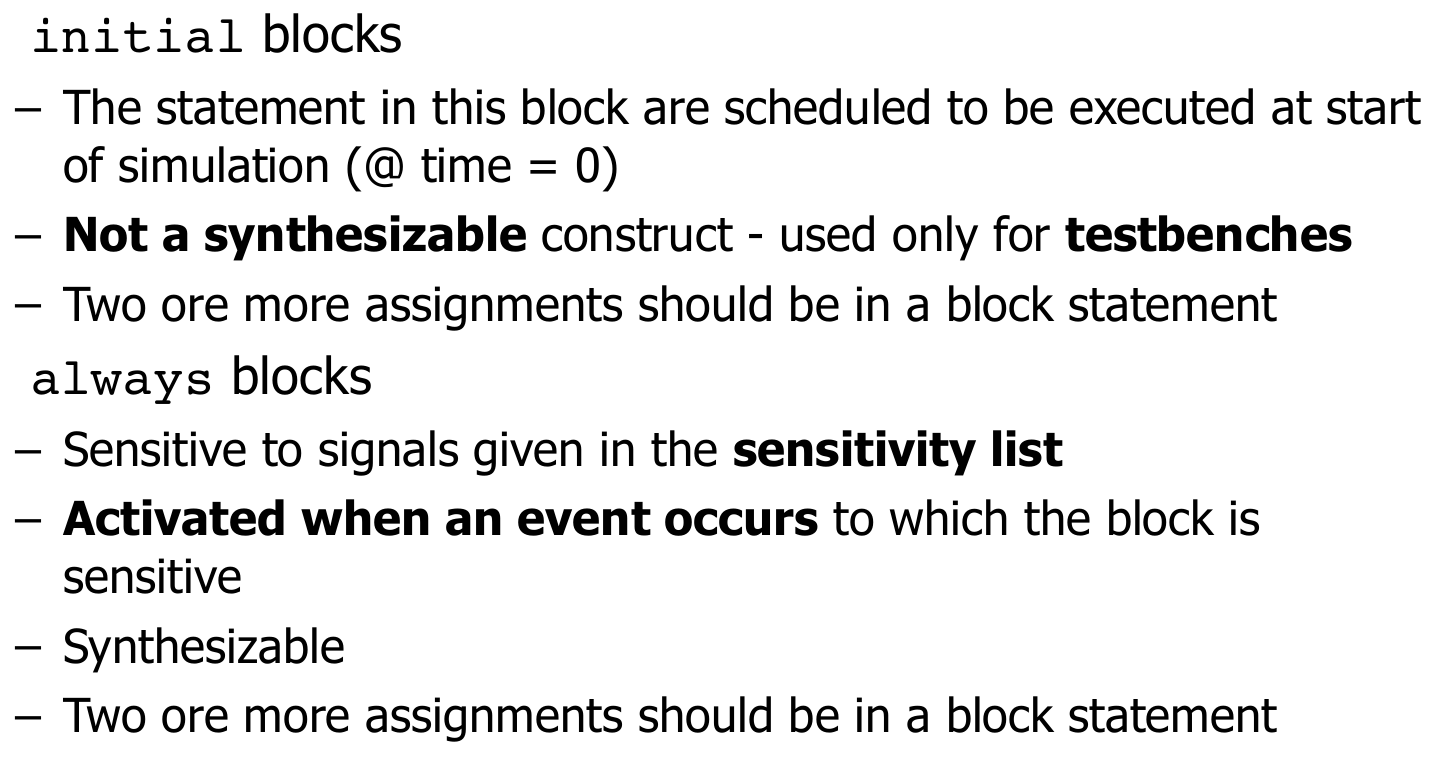 initial blocks
– The statement in this block are scheduled to be executed at start
of simulation (@ time = 0)
– Not a synthesizable construct - used only for testbenches
– Two ore more assignments should be in a block statement
always blocks
– Sensitive to signals given in the sensitivity list
– Activated when an event occurs to which the block is
sensitive
– Synthesizable
– Two ore more assignments should be in a block statement